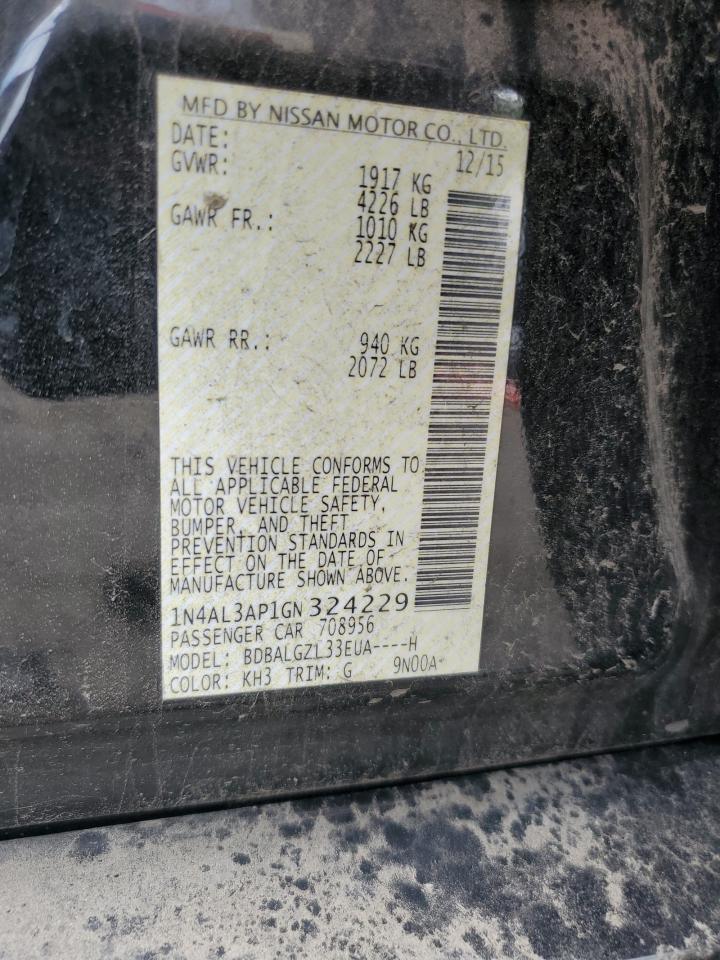 MFD BY NISSAN MOTOR CO., LTD.
DATE: 12/15
GVWR: 1917 KG
4226 LB
GAWR FR.: 1010 KG
2227 LB
GAWR RR.: 940 KG
2072 LB
THIS VEHICLE CONFORMS TO
ALL APPLICABLE FEDERAL
MOTOR VEHICLE SAFETY,
BUMPER, AND THEFT
PREVENTION STANDARDS IN
EFFECT ON THE DATE OF
MANUFACTURE SHOWN ABOVE.
1N4AL3AP1GN 324229
PASSENGER CAR 708956
MODEL: BDBALGZL33EUA----H
COLOR: KH3 TRIM: G 9N00A